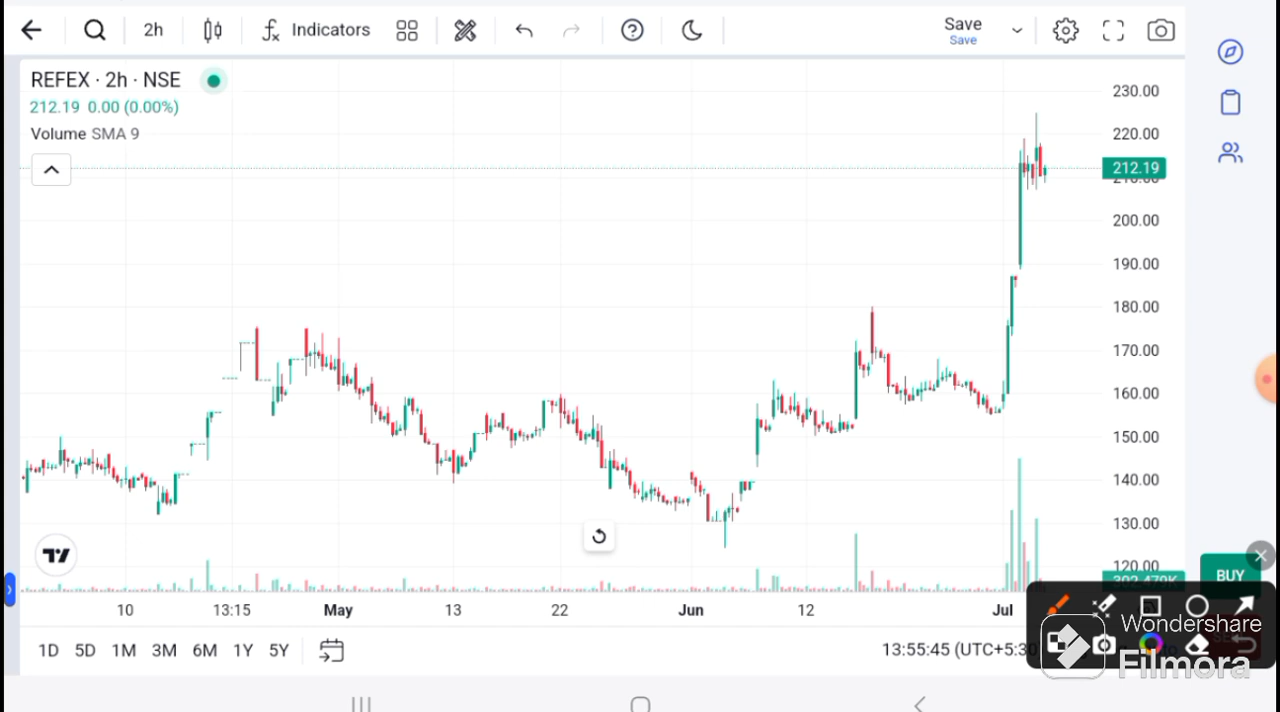 2h
Indicators
Save
Save
REFEX · 2h · NSE
212.19 0.00 (0.00%)
Volume SMA 9
230.00
220.00
212.19
210.00
200.00
190.00
180.00
170.00
160.00
150.00
140.00
130.00
120.00
BUY
10 13:15 May 13 22 Jun 12 Jul
1D 5D 1M 3M 6M 1Y 5Y
13:55:45 (UTC+5:30
Wondershare
Filmora